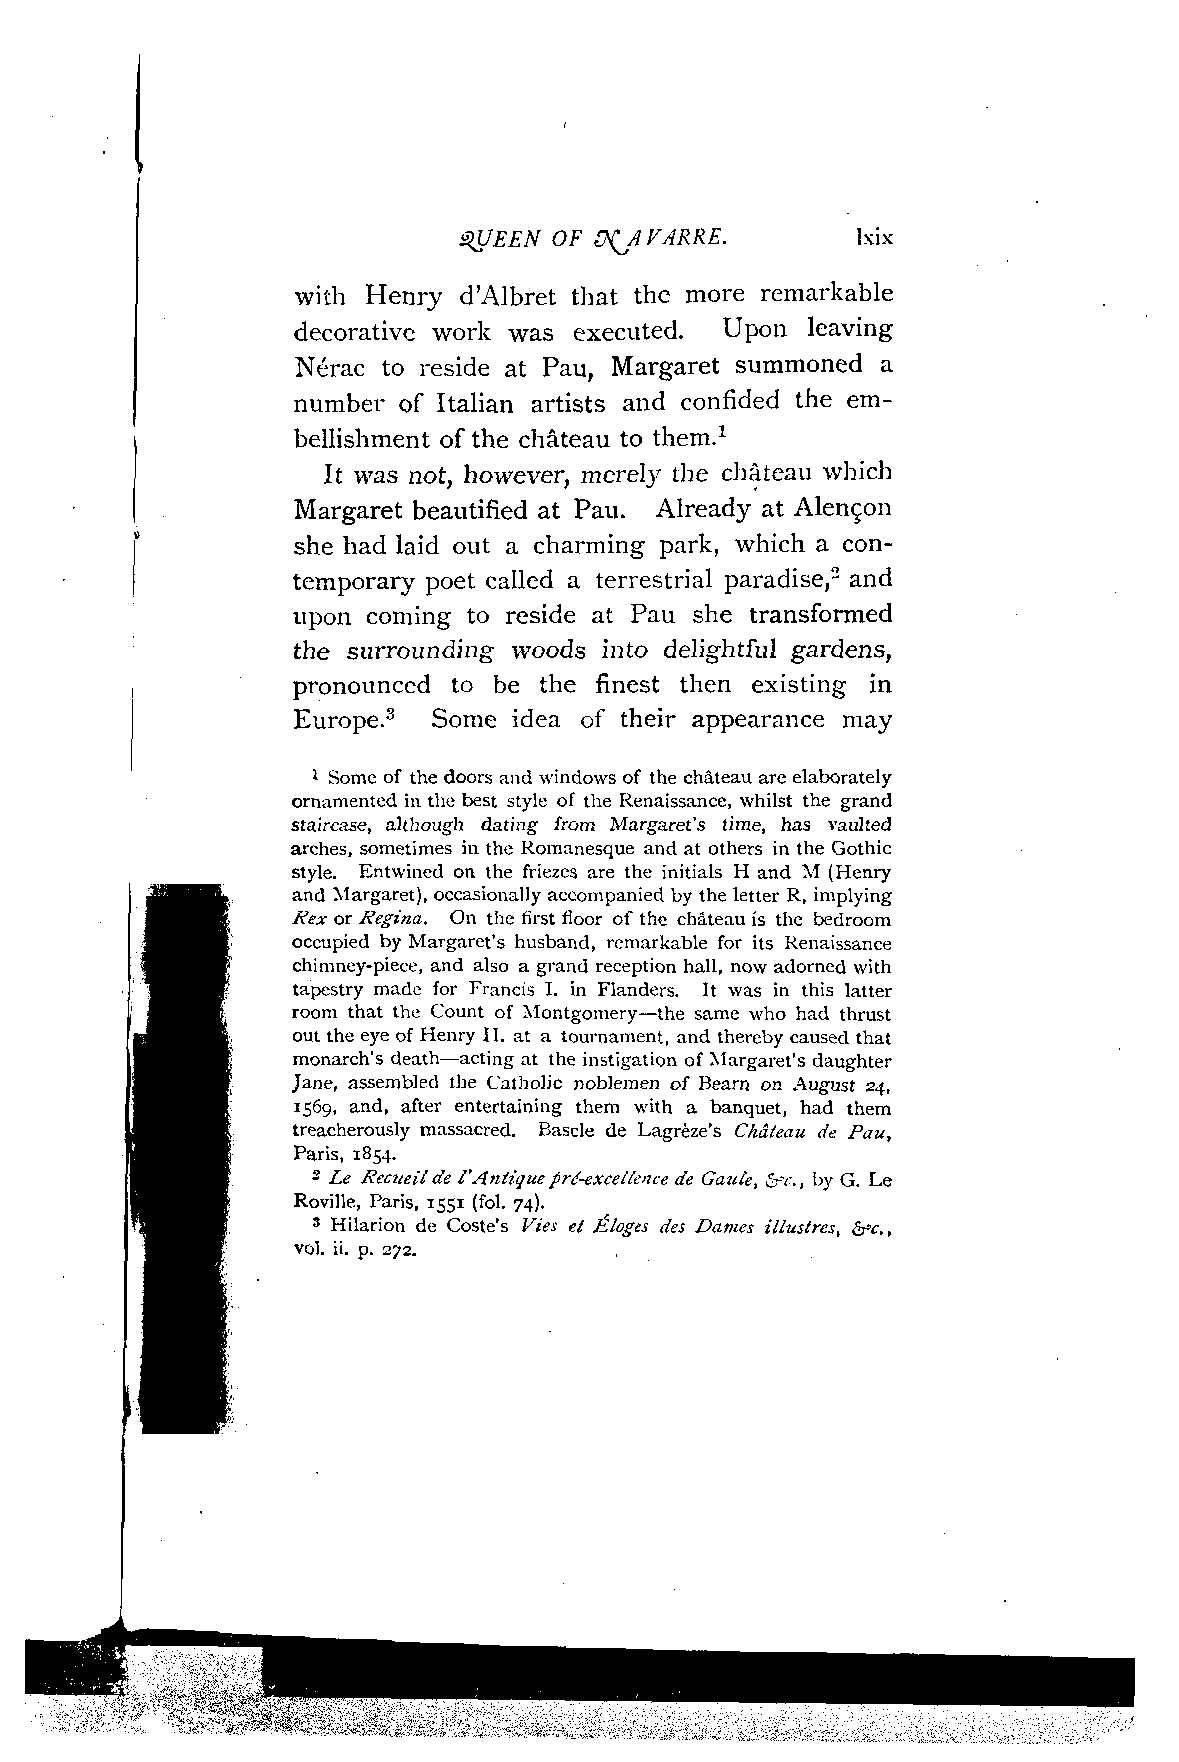 QUEEN OF NAVARRE. lxix
with Henry d'Albret that the more remarkable
decorative work was executed. Upon leaving
Nérac to reside at Pau, Margaret summoned a
number of Italian artists and confided the em-
bellishment of the château to them.¹
It was not, however, merely the château which
Margaret beautified at Pau. Already at Alençon
she had laid out a charming park, which a con-
temporary poet called a terrestrial paradise,² and
upon coming to reside at Pau she transformed
the surrounding woods into delightful gardens,
pronounced to be the finest then existing in
Europe.³ Some idea of their appearance may
¹ Some of the doors and windows of the château are elaborately
ornamented in the best style of the Renaissance, whilst the grand
staircase, although dating from Margaret's time, has vaulted
arches, sometimes in the Romanesque and at others in the Gothic
style. Entwined on the friezes are the initials H and M (Henry
and Margaret), occasionally accompanied by the letter R, implying
Rex or Regina. On the first floor of the château is the bedroom
occupied by Margaret's husband, remarkable for its Renaissance
chimney-piece, and also a grand reception hall, now adorned with
tapestry made for Francis I. in Flanders. It was in this latter
room that the Count of Montgomery—the same who had thrust
out the eye of Henry II. at a tournament, and thereby caused that
monarch's death—acting at the instigation of Margaret's daughter
Jane, assembled the Catholic noblemen of Bearn on August 24,
1569, and, after entertaining them with a banquet, had them
treacherously massacred. Bascle de Lagrèze's Château de Pau,
Paris, 1854.
² Le Recueil de l'Antique pré-excellence de Gaule, &c., by G. Le
Roville, Paris, 1551 (fol. 74).
³ Hilarion de Coste's Vies et Éloges des Dames illustres, &c.,
vol. ii. p. 272.